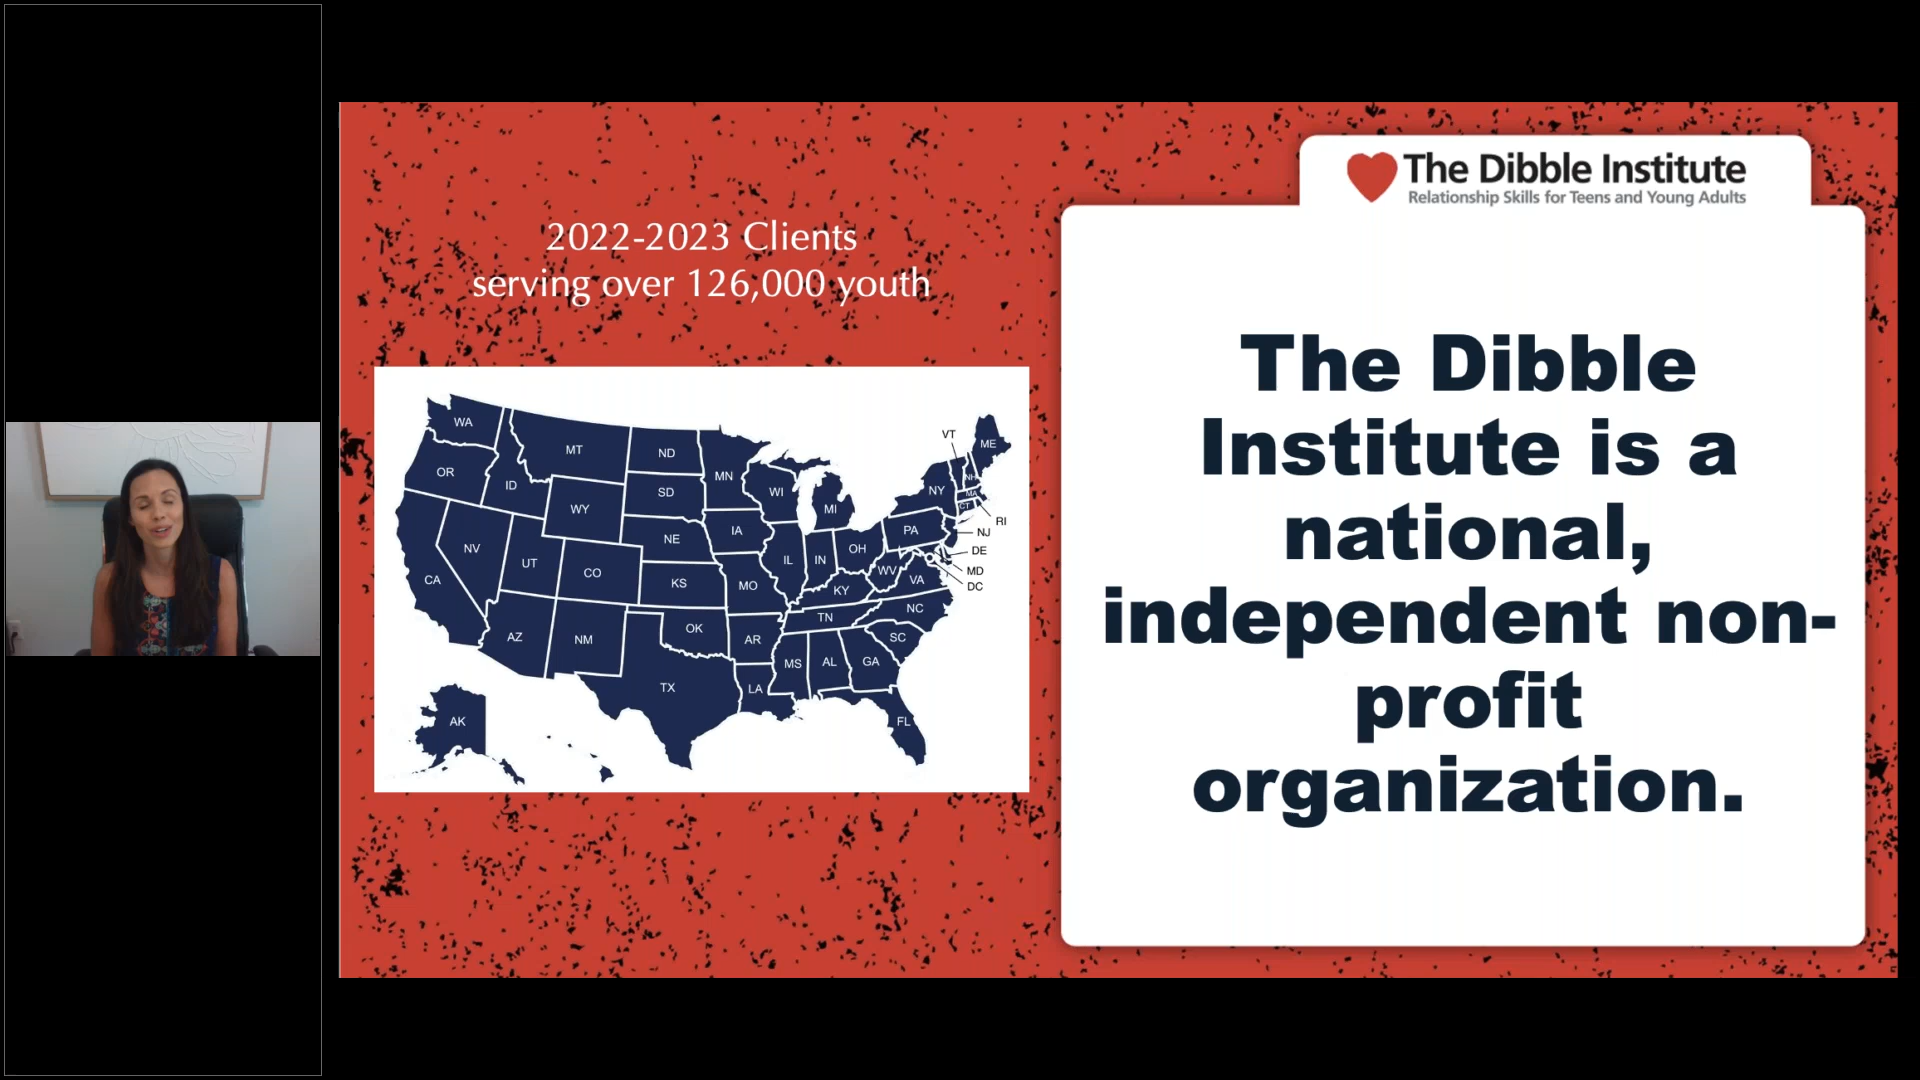 The Dibble Institute
Relationship Skills for Teens and Young Adults
2022-2023 Clients
serving over 126,000 youth
WA
OR
ID
MT
ND
SD
MN
WI
MI
WY
NE
IA
NV
UT
CO
KS
CA
AZ
NM
OK
TX
MO
AR
LA
IL
IN
OH
KY
TN
MS
AL
GA
FL
SC
NC
VA
WV
PA
NY
VT
ME
NH
MA
CT
RI
NJ
DE
MD
DC
AK
The Dibble
Institute is a
national,
independent non-
profit
organization.